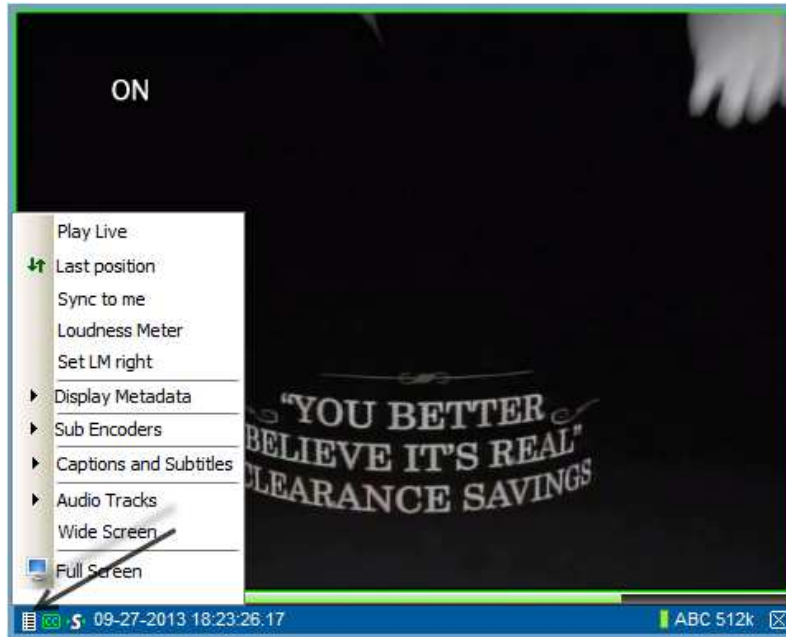 ON
Play Live
Last position
Sync to me
Loudness Meter
Set LM right
Display Metadata
Sub Encoders
Captions and Subtitles
Audio Tracks
Wide Screen
Full Screen
"YOU BETTER
BELIEVE IT'S REAL"
CLEARANCE SAVINGS
CC S 09-27-2013 18:23:26.17 ABC 512k